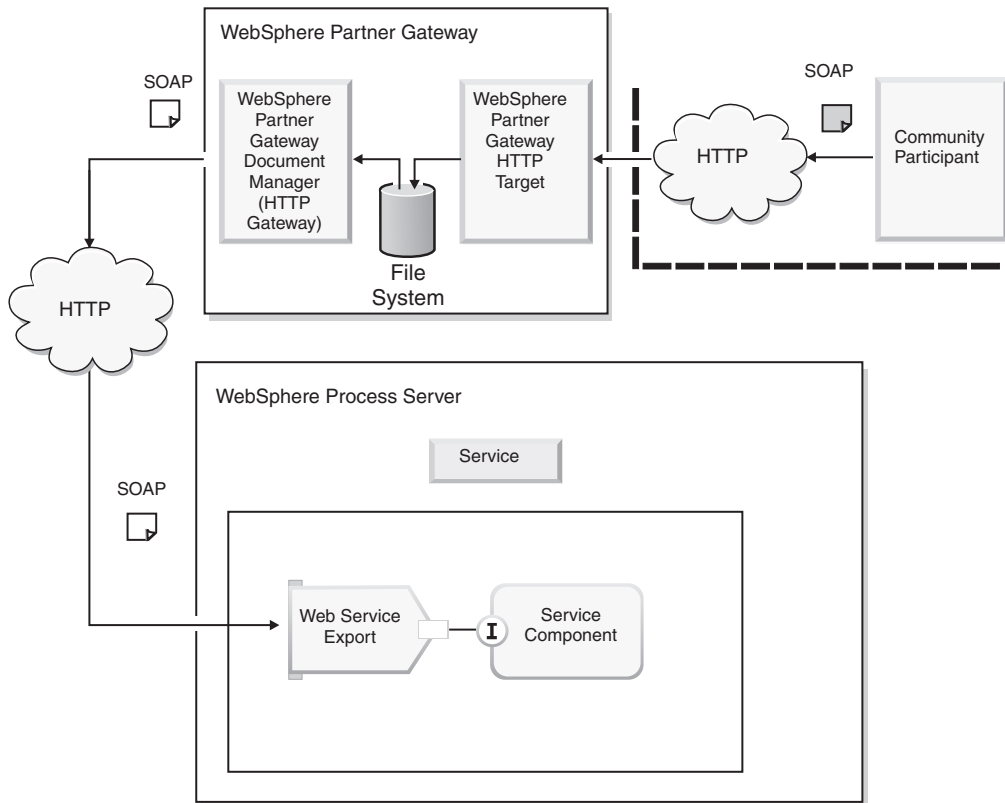 WebSphere Partner Gateway
SOAP
WebSphere
Partner
Gateway
Document
Manager
(HTTP
Gateway)
WebSphere
Partner
Gateway
HTTP
Target
File
System
HTTP
SOAP
Community
Participant
HTTP
WebSphere Process Server
Service
SOAP
Web Service
Export
I
Service
Component